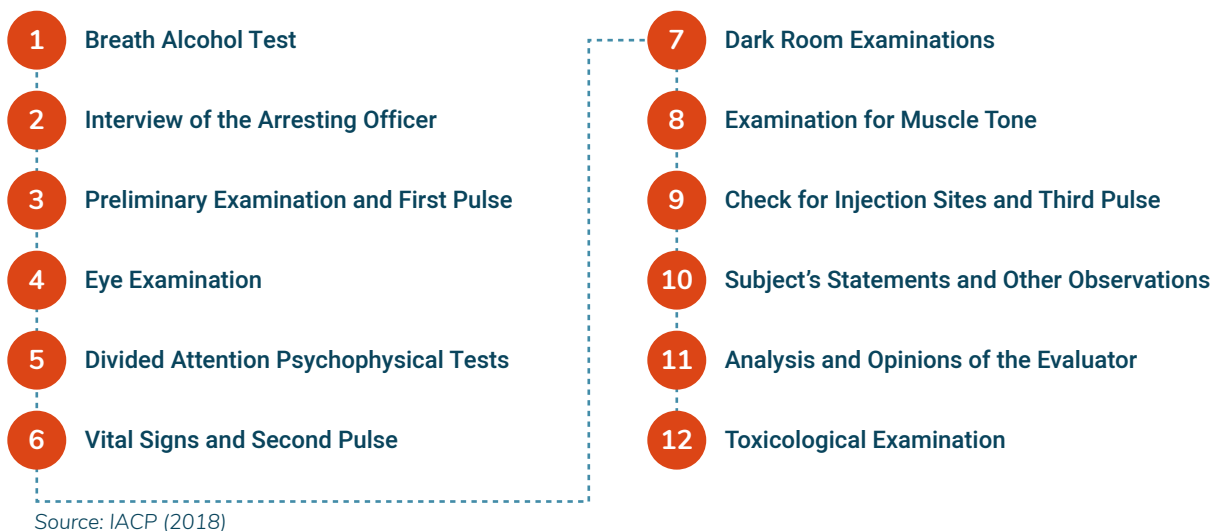 1 Breath Alcohol Test
2 Interview of the Arresting Officer
3 Preliminary Examination and First Pulse
4 Eye Examination
5 Divided Attention Psychophysical Tests
6 Vital Signs and Second Pulse
7 Dark Room Examinations
8 Examination for Muscle Tone
9 Check for Injection Sites and Third Pulse
10 Subject’s Statements and Other Observations
11 Analysis and Opinions of the Evaluator
12 Toxicological Examination
Source: IACP (2018)